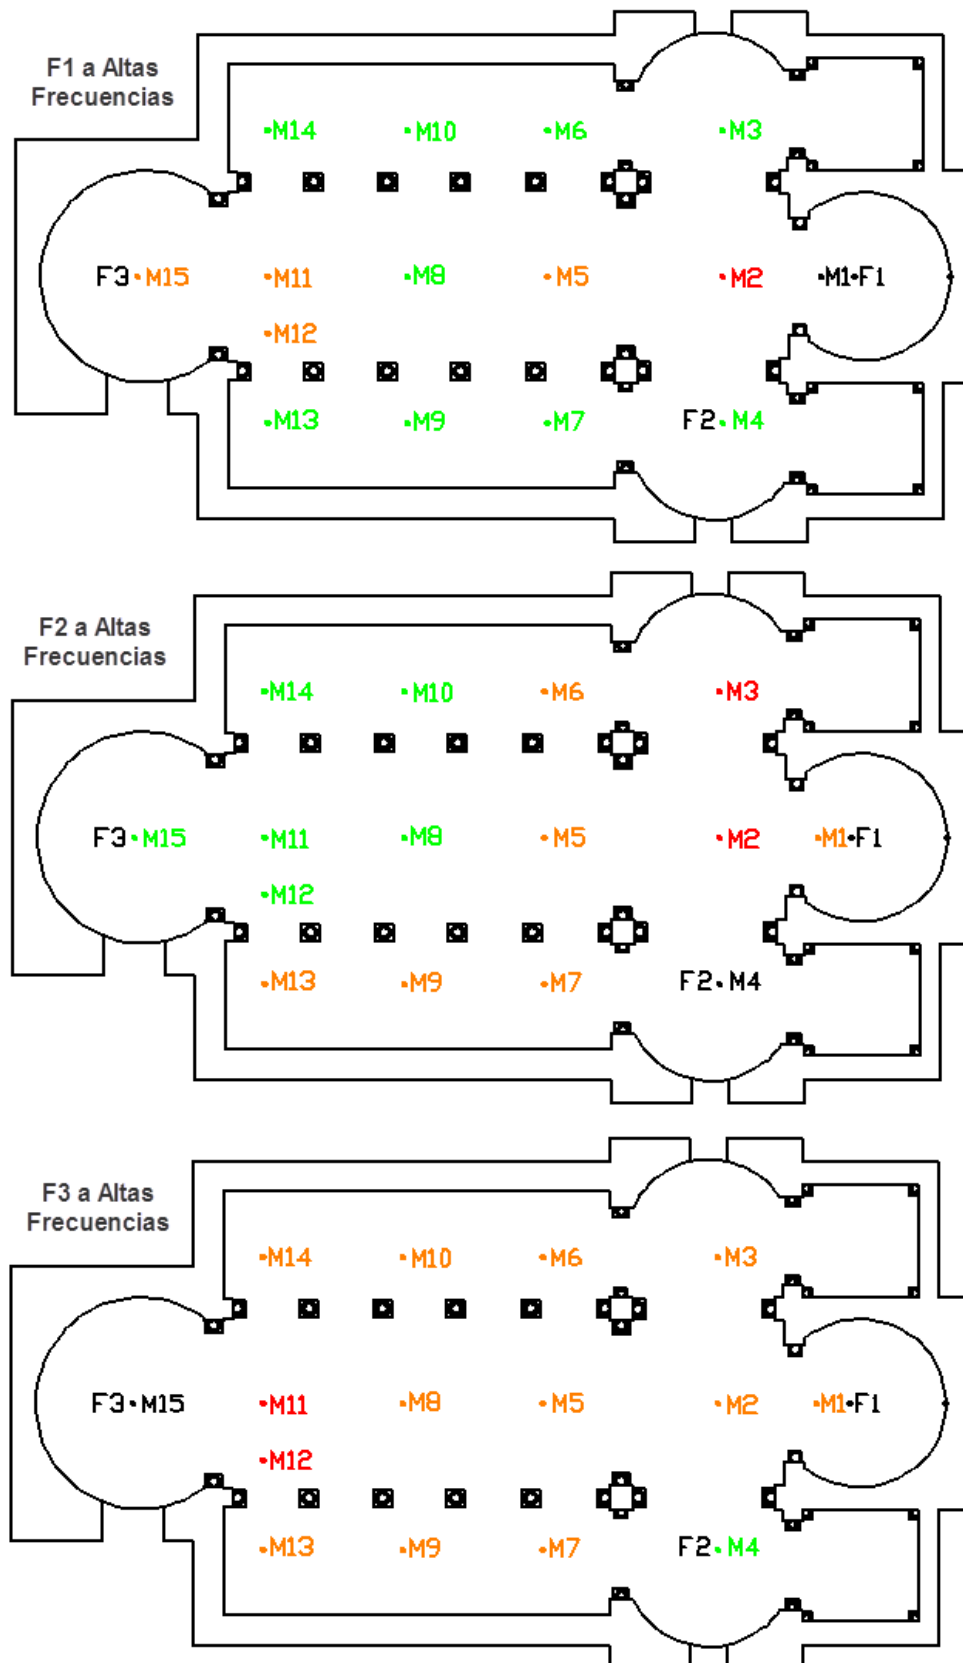 F1 a Altas
Frecuencias
M14 M10 M6 M3
F3 M15 M11 M8 M5 M2 M1 F1
M12
M13 M9 M7 F2 M4
F2 a Altas
Frecuencias
M14 M10 M6 M3
F3 M15 M11 M8 M5 M2 M1 F1
M12
M13 M9 M7 F2 M4
F3 a Altas
Frecuencias
M14 M10 M6 M3
F3 M15 M11 M8 M5 M2 M1 F1
M12
M13 M9 M7 F2 M4